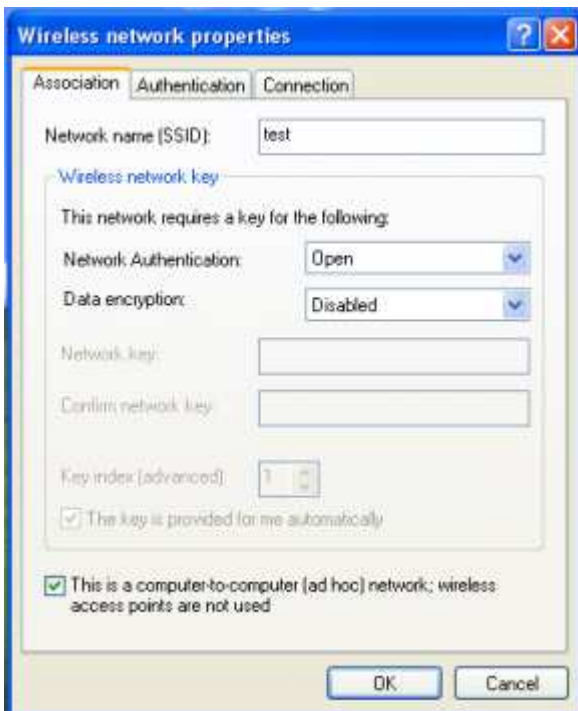 Wireless network properties
Association Authentication Connection
Network name (SSID): test
Wireless network key
This network requires a key for the following:
Network Authentication: Open
Data encryption: Disabled
Network key:
Confirm network key:
Key index (advanced): 1
The key is provided for me automatically
This is a computer-to-computer (ad hoc) network; wireless
access points are not used
OK Cancel